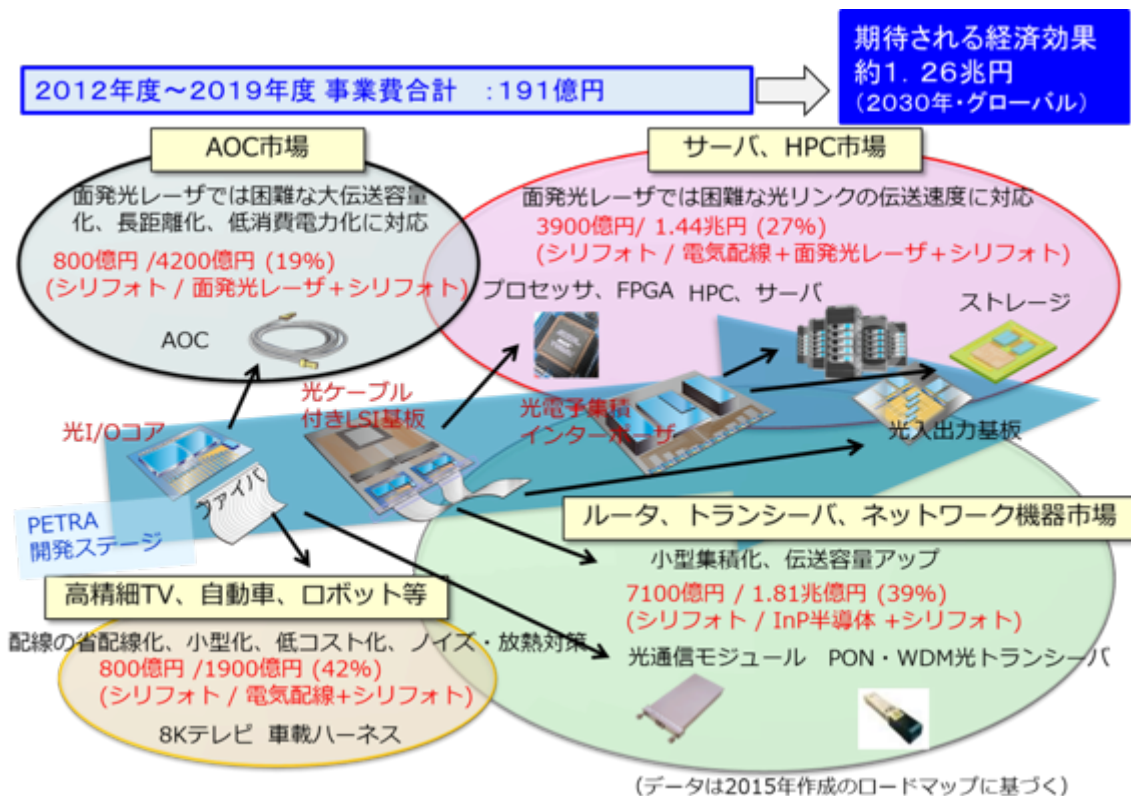 期待される経済効果
約1.26兆円
(2030年・グローバル)
2012年度～2019年度 事業費合計 ：191億円
AOC市場
面発光レーザでは困難な大伝送容量
化、長距離化、低消費電力化に対応
800億円 /4200億円 (19%)
(シリフォト / 面発光レーザ＋シリフォト)
AOC
サーバ、HPC市場
面発光レーザでは困難な光リンクの伝送速度に対応
3900億円/ 1.44兆円 (27%)
(シリフォト / 電気配線＋面発光レーザ＋シリフォト)
プロセッサ、FPGA
HPC、サーバ
ストレージ
光I/Oコア
光ケーブル
付きLSI基板
光電子集積
インターポーザ
光入出力基板
ファイバ
PETRA
開発ステージ
ルータ、トランシーバ、ネットワーク機器市場
小型集積化、伝送容量アップ
7100億円 / 1.81兆億円 (39%)
(シリフォト / InP半導体 +シリフォト)
光通信モジュール
PON・WDM光トランシーバ
高精細TV、自動車、ロボット等
配線の省配線化、小型化、低コスト化、ノイズ・放熱対策
800億円 /1900億円 (42%)
(シリフォト / 電気配線+シリフォト)
8Kテレビ 車載ハーネス
(データは2015年作成のロードマップに基づく)